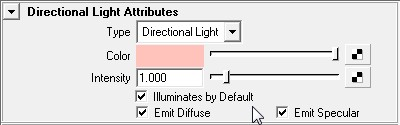 Directional Light Attributes
Type Directional Light
Color
Intensity 1.000
Illuminates by Default
Emit Diffuse Emit Specular